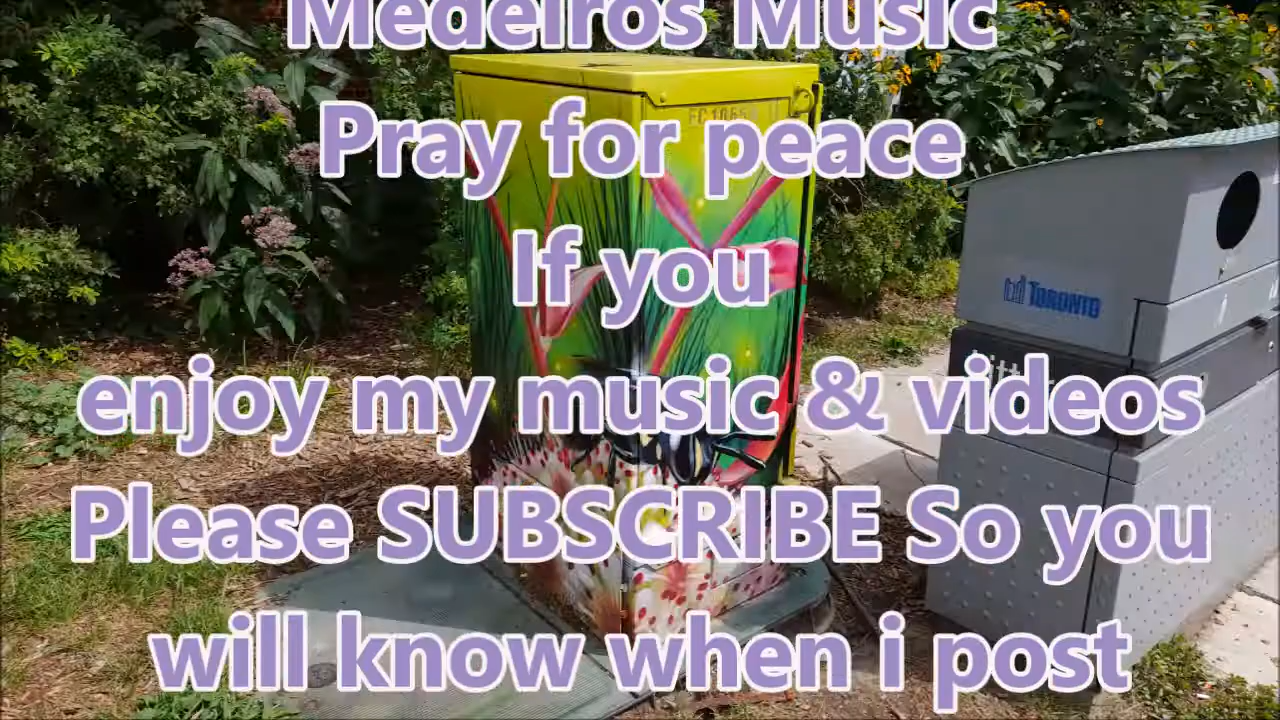 Medeiros Music
Pray for peace
If you
enjoy my music & videos
Please SUBSCRIBE So you
will know when i post
TORONTO